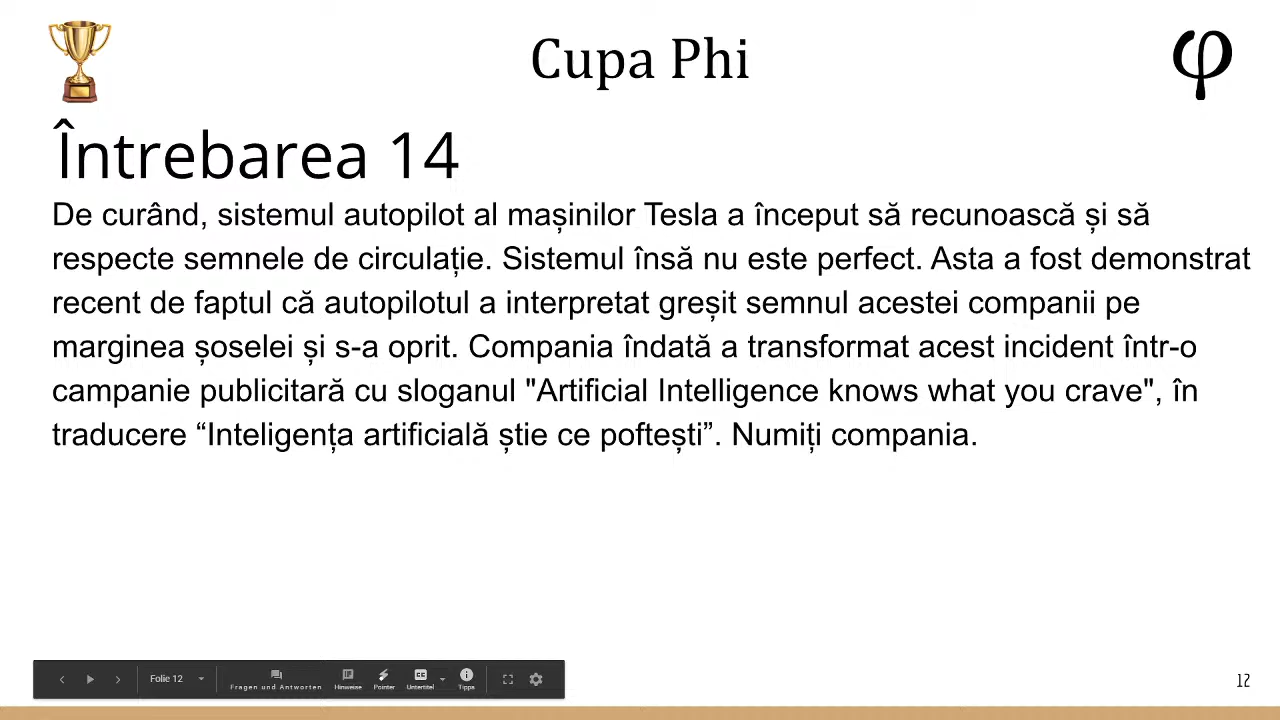 Cupa Phi
φ
Întrebarea 14
De curând, sistemul autopilot al mașinilor Tesla a început să recunoască și să
respecte semnele de circulație. Sistemul însă nu este perfect. Asta a fost demonstrat
recent de faptul că autopilotul a interpretat greșit semnul acestei companii pe
marginea șoselei și s-a oprit. Compania îndată a transformat acest incident într-o
campanie publicitară cu sloganul "Artificial Intelligence knows what you crave", în
traducere “Inteligența artificială știe ce poftești”. Numiți compania.
Folie 12
Fragen und Antworten
Hinweise
Pointer
CC
Untertitel
Tipps
12